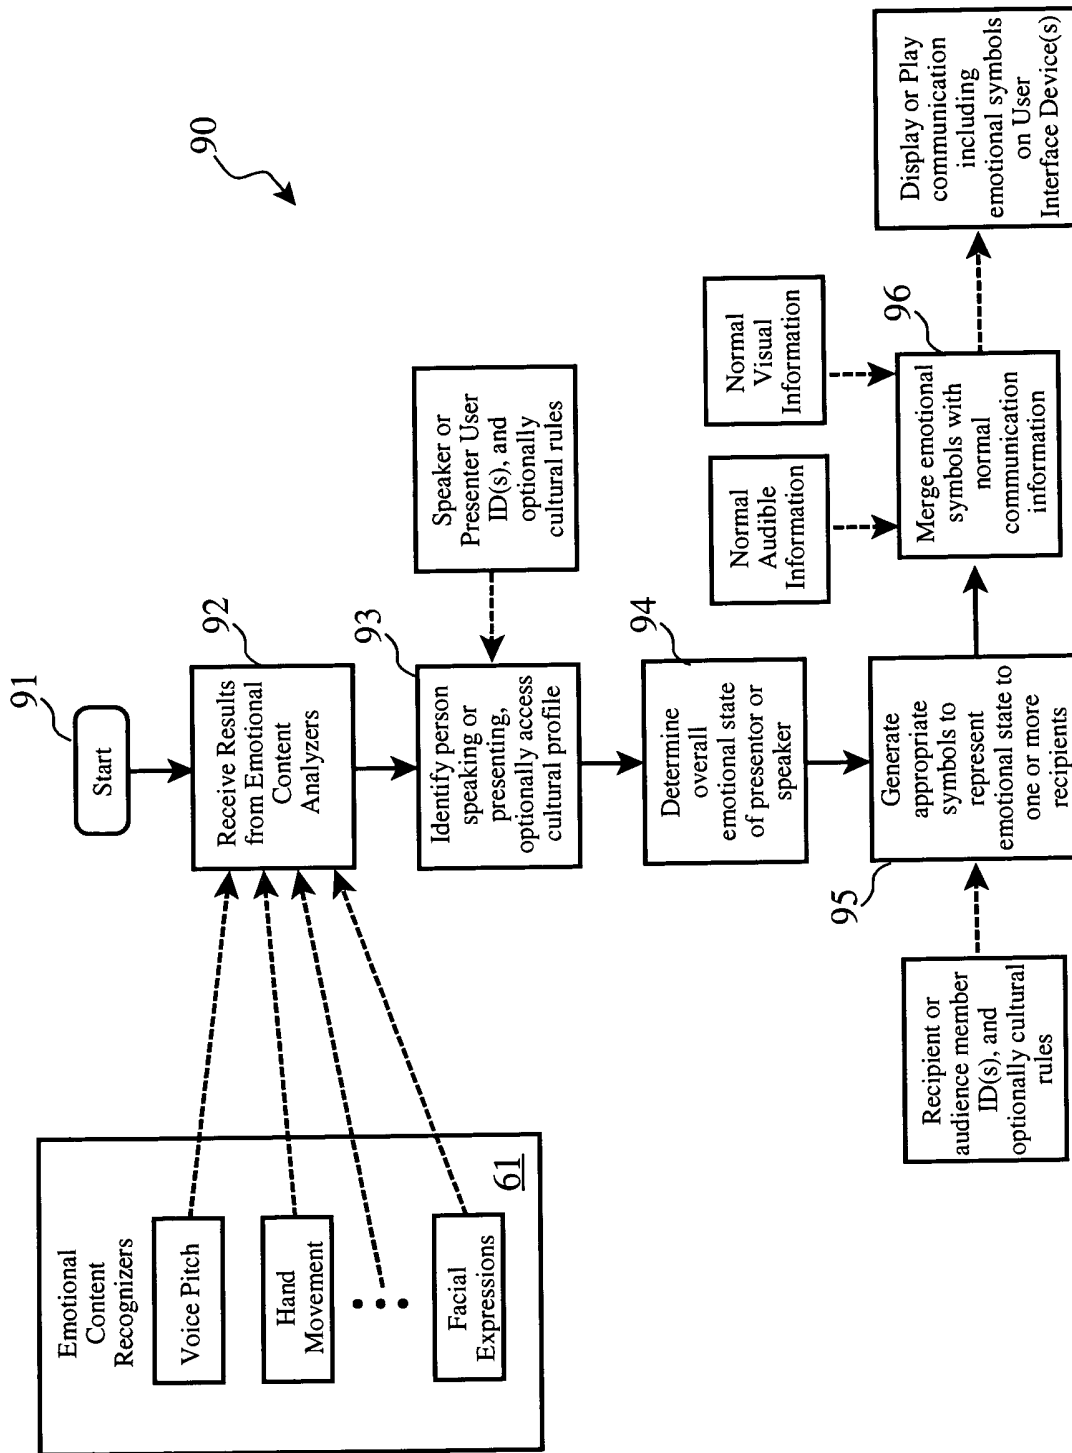 90
91
Start
Emotional
Content
Recognizers
Voice Pitch
Hand
Movement
Facial
Expressions
61
92
Receive Results
from Emotional
Content
Analyzers
93
Identify person
speaking or
presenting,
optionally access
cultural profile
Speaker or
Presenter User
ID(s), and
optionally
cultural rules
94
Determine
overall
emotional state
of presentor or
speaker
Recipient or
audience member
ID(s), and
optionally cultural
rules
95
Generate
appropriate
symbols to
represent
emotional state to
one or more
recipients
Normal
Audible
Information
Normal
Visual
Information
96
Merge emotional
symbols with
normal
communication
information
Display or Play
communication
including
emotional symbols
on User
Interface Device(s)